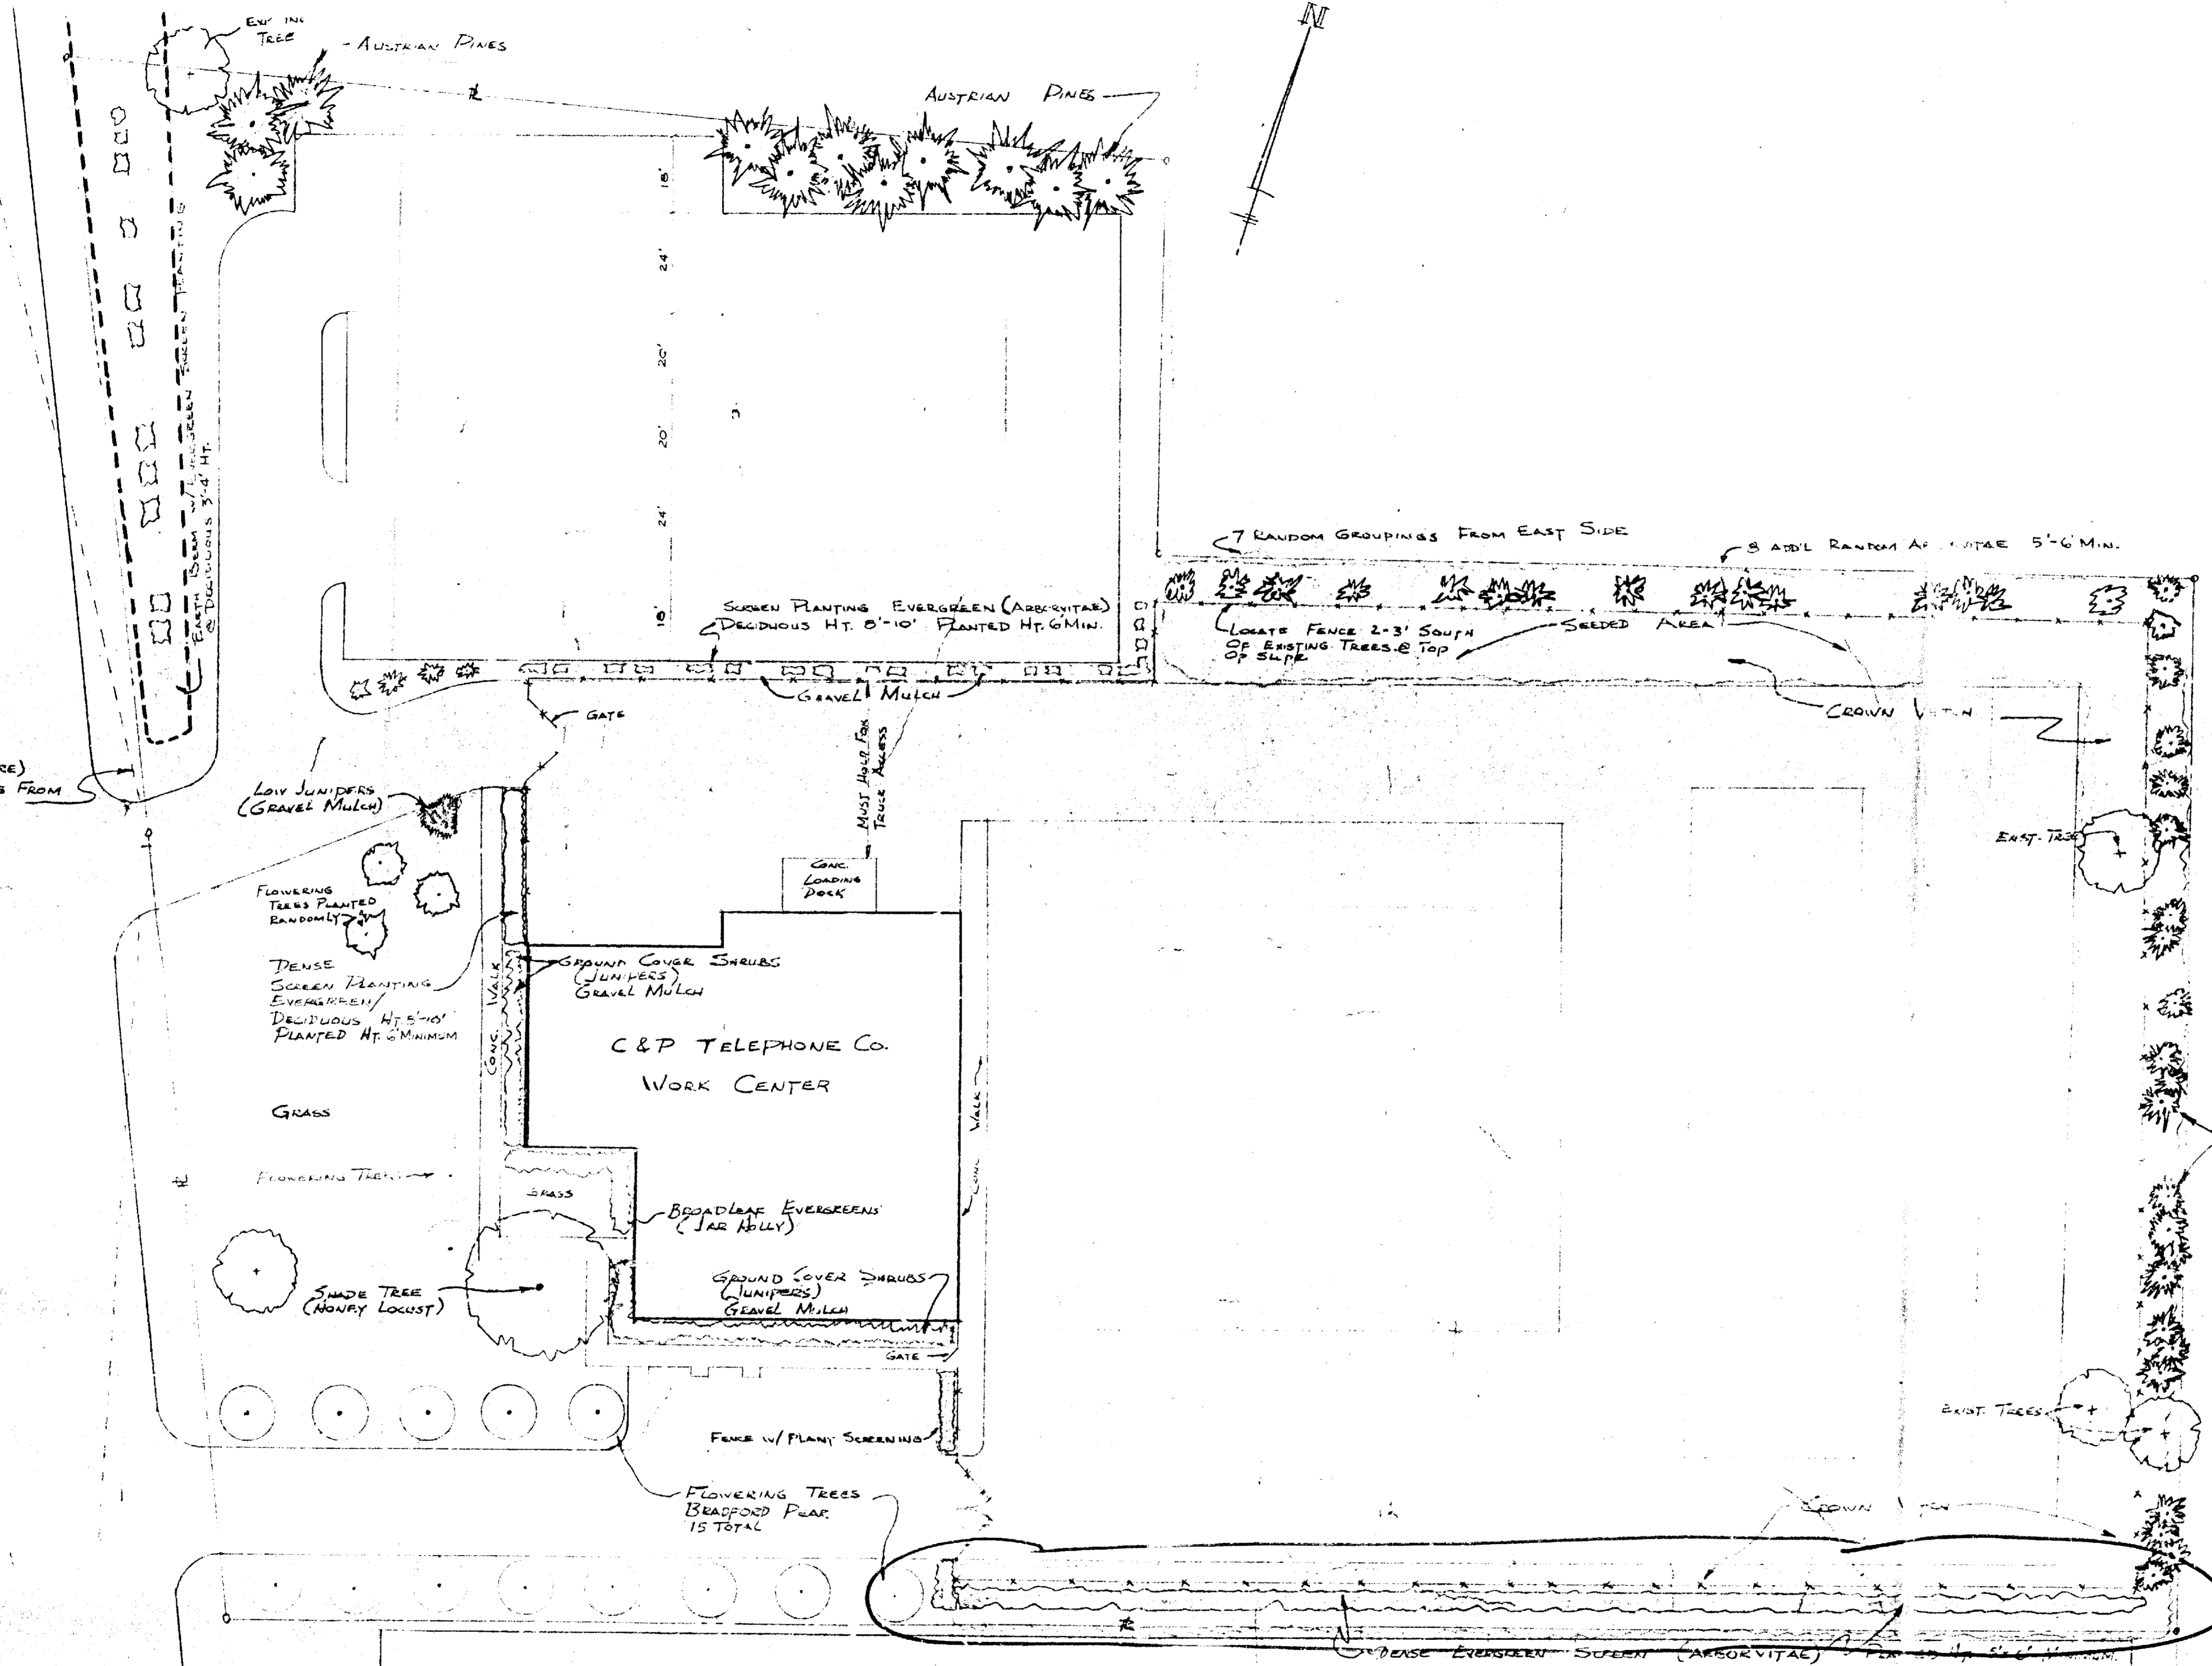 TREE
- AUSTRIAN PINES
N
AUSTRIAN PINES
18'
24'
20'
20'
24'
18'
EARTH BERM W/ EVERGREEN SCREEN PLANTING
@ DECIDUOUS 3'-4' HT.
7 RANDOM GROUPINGS FROM EAST SIDE
8 ADD'L RANDOM 5'-6' MIN.
SCREEN PLANTING EVERGREEN (ARBORVITAE)
DECIDUOUS HT. 8'-10' PLANTED HT. 6' MIN.
LOCATE FENCE 2-3' SOUTH
OF EXISTING TREES @ TOP
OF SLOPE
SEEDED AREA
GRAVEL MULCH
GATE
CROWN
MUST HOLD FOR
TRUCK ACCESS
FROM
LOW JUNIPERS
(GRAVEL MULCH)
EXIST. TREE
CONC.
LOADING
DOCK
FLOWERING
TREES PLANTED
RANDOMLY
DENSE
SCREEN PLANTING
EVERGREEN/
DECIDUOUS HT. 8'-10'
PLANTED HT. 6' MINIMUM
CONC. WALK
GROUND COVER SHRUBS
(JUNIPERS)
GRAVEL MULCH
C & P TELEPHONE CO.
WORK CENTER
GRASS
CONC. WALK
FLOWERING TREES
GRASS
BROADLEAF EVERGREENS
(JAP. HOLLY)
SHADE TREE
(HONEY LOCUST)
GROUND COVER SHRUBS
(JUNIPERS)
GRAVEL MULCH
GATE
EXIST. TREES
FENCE W/ PLANT SCREENING
FLOWERING TREES
BRADFORD PEAR
15 TOTAL
CROWN
DENSE EVERGREEN SCREEN (ARBORVITAE)